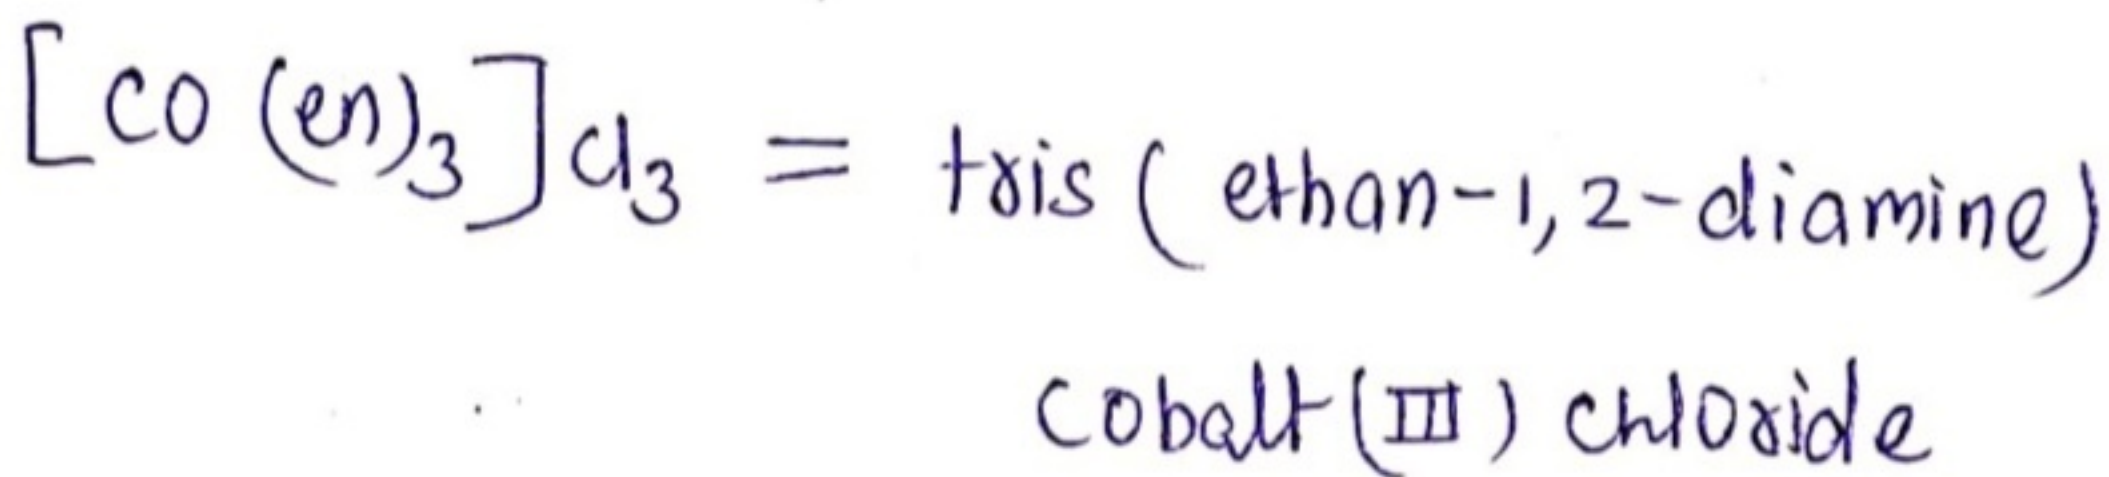 [CO (en)₃]Cl₃ = tris (ethan-1,2-diamine)
Cobalt(III) chloride